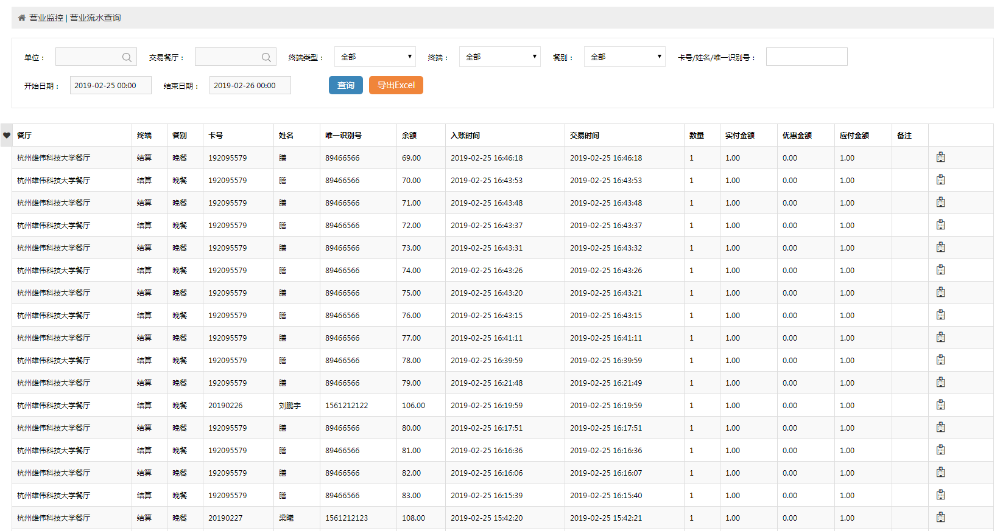 营业监控 | 营业流水查询
单位： 交易餐厅： 终端类型： 全部 终端： 全部 餐别： 全部 卡号/姓名/唯一识别号：
开始日期： 2019-02-25 00:00 结束日期： 2019-02-26 00:00 查询 导出Excel
餐厅 终端 餐别 卡号 姓名 唯一识别号 余额 入账时间 交易时间 数量 实付金额 优惠金额 应付金额 备注
杭州雄伟科技大学餐厅 结算 晚餐 192095579 膳 89466566 69.00 2019-02-25 16:46:18 2019-02-25 16:46:18 1 1.00 0.00 1.00
杭州雄伟科技大学餐厅 结算 晚餐 192095579 膳 89466566 70.00 2019-02-25 16:43:53 2019-02-25 16:43:53 1 1.00 0.00 1.00
杭州雄伟科技大学餐厅 结算 晚餐 192095579 膳 89466566 71.00 2019-02-25 16:43:48 2019-02-25 16:43:48 1 1.00 0.00 1.00
杭州雄伟科技大学餐厅 结算 晚餐 192095579 膳 89466566 72.00 2019-02-25 16:43:37 2019-02-25 16:43:37 1 1.00 0.00 1.00
杭州雄伟科技大学餐厅 结算 晚餐 192095579 膳 89466566 73.00 2019-02-25 16:43:31 2019-02-25 16:43:32 1 1.00 0.00 1.00
杭州雄伟科技大学餐厅 结算 晚餐 192095579 膳 89466566 74.00 2019-02-25 16:43:26 2019-02-25 16:43:26 1 1.00 0.00 1.00
杭州雄伟科技大学餐厅 结算 晚餐 192095579 膳 89466566 75.00 2019-02-25 16:43:20 2019-02-25 16:43:21 1 1.00 0.00 1.00
杭州雄伟科技大学餐厅 结算 晚餐 192095579 膳 89466566 76.00 2019-02-25 16:43:15 2019-02-25 16:43:15 1 1.00 0.00 1.00
杭州雄伟科技大学餐厅 结算 晚餐 192095579 膳 89466566 77.00 2019-02-25 16:41:11 2019-02-25 16:41:11 1 1.00 0.00 1.00
杭州雄伟科技大学餐厅 结算 晚餐 192095579 膳 89466566 78.00 2019-02-25 16:39:59 2019-02-25 16:39:59 1 1.00 0.00 1.00
杭州雄伟科技大学餐厅 结算 晚餐 192095579 膳 89466566 79.00 2019-02-25 16:21:48 2019-02-25 16:21:49 1 1.00 0.00 1.00
杭州雄伟科技大学餐厅 结算 晚餐 20190226 刘鹏宇 1561212122 106.00 2019-02-25 16:19:59 2019-02-25 16:19:59 1 1.00 0.00 1.00
杭州雄伟科技大学餐厅 结算 晚餐 192095579 膳 89466566 80.00 2019-02-25 16:17:51 2019-02-25 16:17:51 1 1.00 0.00 1.00
杭州雄伟科技大学餐厅 结算 晚餐 192095579 膳 89466566 81.00 2019-02-25 16:16:36 2019-02-25 16:16:36 1 1.00 0.00 1.00
杭州雄伟科技大学餐厅 结算 晚餐 192095579 膳 89466566 82.00 2019-02-25 16:16:06 2019-02-25 16:16:07 1 1.00 0.00 1.00
杭州雄伟科技大学餐厅 结算 晚餐 192095579 膳 89466566 83.00 2019-02-25 16:15:39 2019-02-25 16:15:40 1 1.00 0.00 1.00
杭州雄伟科技大学餐厅 结算 晚餐 20190227 梁曦 1561212123 108.00 2019-02-25 15:42:20 2019-02-25 15:42:21 1 1.00 0.00 1.00